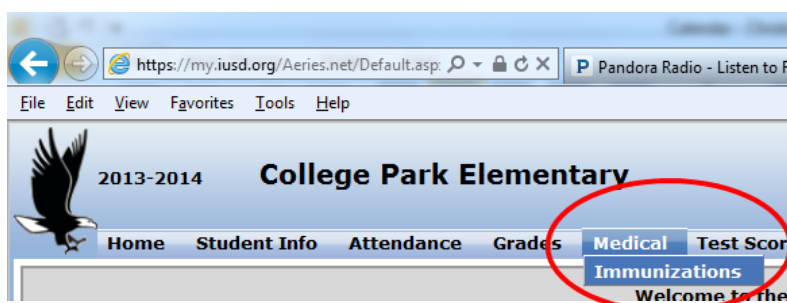 https://my.iusd.org/Aeries.net/Default.asp:
P Pandora Radio - Listen to F
File Edit View Favorites Tools Help
2013-2014 College Park Elementary
Home Student Info Attendance Grades Medical Test Scor
Immunizations
Welcome to the